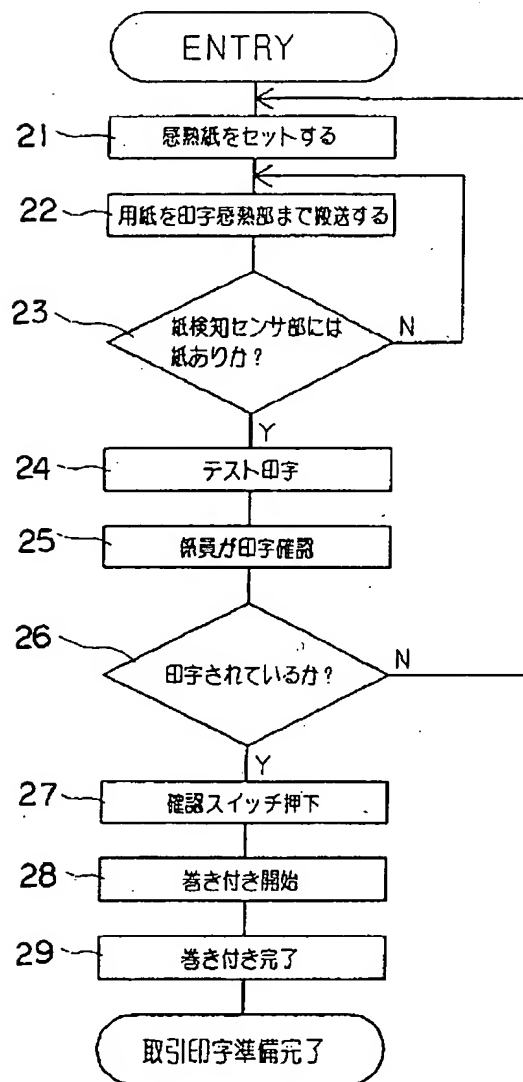 ENTRY
21
感熱紙をセットする
22
用紙を印字感熱部まで搬送する
23
紙検知センサ部には
紙ありか?
N
Y
24
テスト印字
25
係員が印字確認
26
印字されているか?
N
Y
27
確認スイッチ押下
28
巻き付き開始
29
巻き付き完了
取引印字準備完了